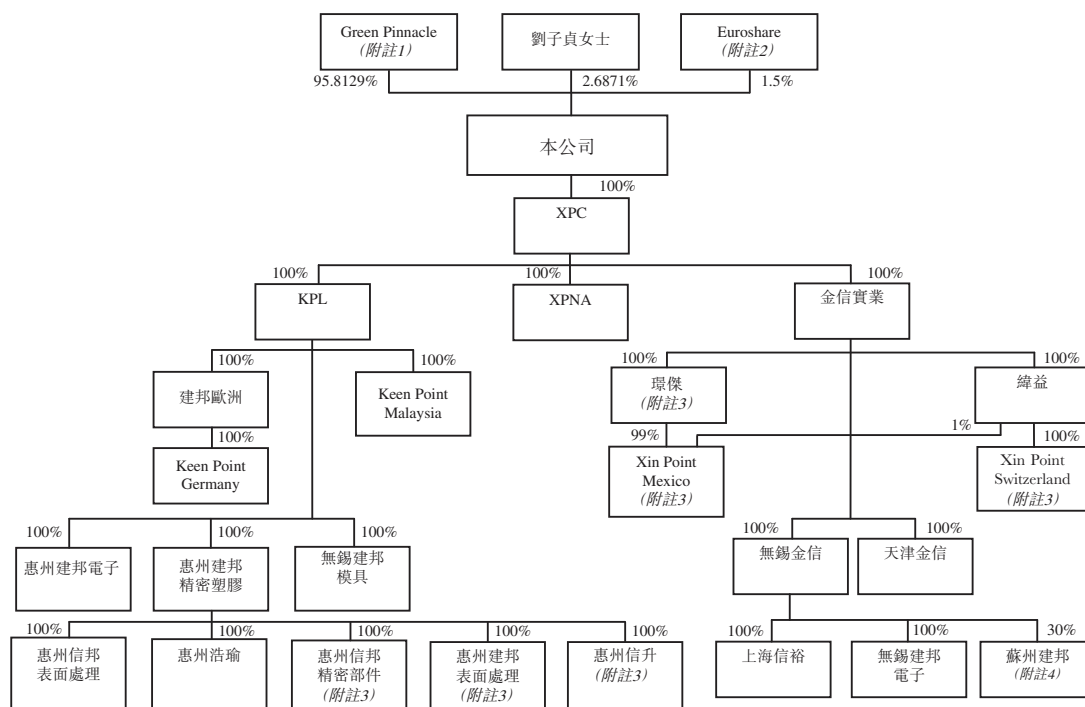 Green Pinnacle
(附註1)
劉子貞女士
Euroshare
(附註2)
95.8129%
2.6871%
1.5%
本公司
100%
XPC
100%
100%
100%
KPL
XPNA
金信實業
100%
100%
100%
100%
建邦歐洲
Keen Point
Malaysia
璟傑
(附註3)
緯益
100%
99%
1%
100%
Keen Point
Germany
Xin Point
Mexico
(附註3)
Xin Point
Switzerland
(附註3)
100%
100%
100%
100%
100%
惠州建邦電子
惠州建邦
精密塑膠
無錫建邦
模具
無錫金信
天津金信
100%
100%
100%
100%
100%
100%
100%
30%
惠州信邦
表面處理
惠州浩瑜
惠州信邦
精密部件
(附註3)
惠州建邦
表面處理
(附註3)
惠州信升
(附註3)
上海信裕
無錫建邦
電子
蘇州建邦
(附註4)